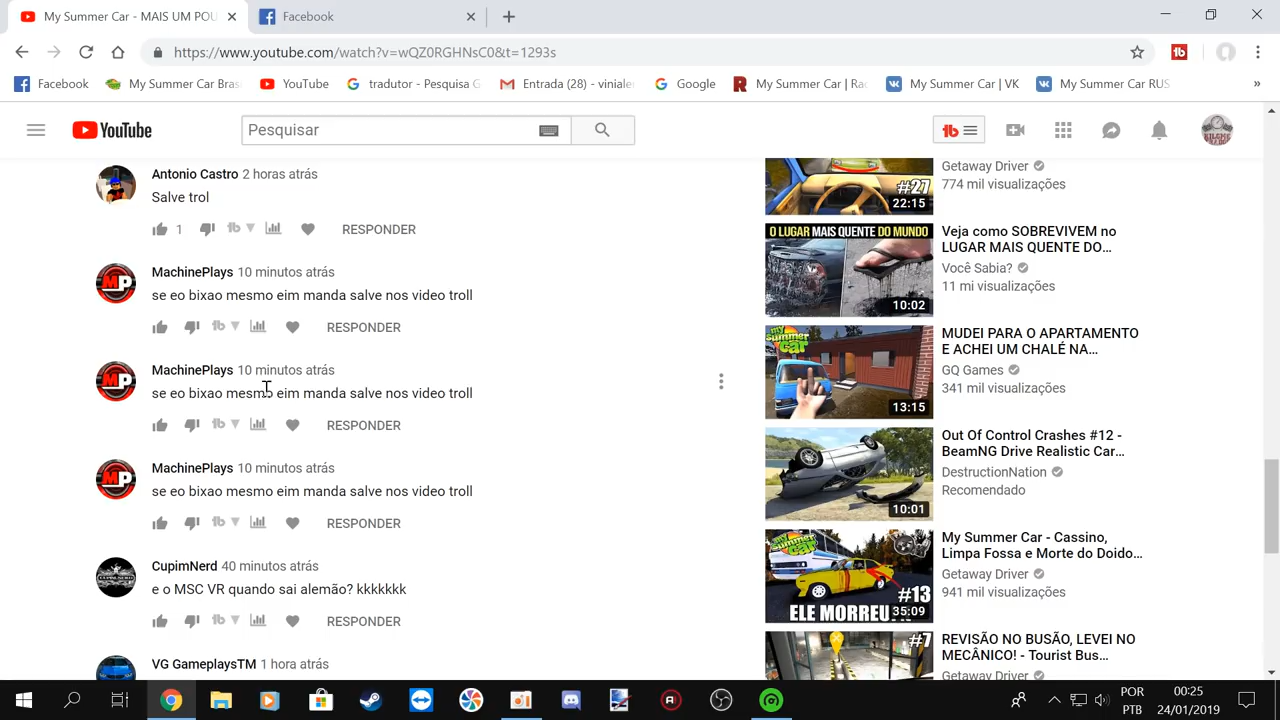 My Summer Car - MAIS UM POU
Facebook
https://www.youtube.com/watch?v=wQZ0RGHNsC0&t=1293s
Facebook
My Summer Car Bras
YouTube
tradutor - Pesquisa G
Entrada (28) - viniale
Google
My Summer Car | Rac
My Summer Car | VK
My Summer Car RUS
»
YouTube
Pesquisar
Antonio Castro 2 horas atrás
Salve trol
1
RESPONDER
MachinePlays 10 minutos atrás
se eo bixao mesmo eim manda salve nos video troll
RESPONDER
MachinePlays 10 minutos atrás
se eo bixao mesmo eim manda salve nos video troll
RESPONDER
MachinePlays 10 minutos atrás
se eo bixao mesmo eim manda salve nos video troll
RESPONDER
CupimNerd 40 minutos atrás
e o MSC VR quando sai alemão? kkkkkkk
RESPONDER
VG GameplaysTM 1 hora atrás
#27
22:15
Getaway Driver
774 mil visualizações
O LUGAR MAIS QUENTE DO MUNDO
10:02
Veja como SOBREVIVEM no
LUGAR MAIS QUENTE DO...
Você Sabia?
11 mi visualizações
my summer car
13:15
MUDEI PARA O APARTAMENTO
E ACHEI UM CHALÉ NA...
GQ Games
341 mil visualizações
10:01
Out Of Control Crashes #12 -
BeamNG Drive Realistic Car...
DestructionNation
Recomendado
my summer car
#13
ELE MORREU
35:09
My Summer Car - Cassino,
Limpa Fossa e Morte do Doido...
Getaway Driver
941 mil visualizações
#7
REVISÃO NO BUSÃO, LEVEI NO
MECÂNICO! - Tourist Bus...
Getaway Driver
POR
PTB
00:25
24/01/2019